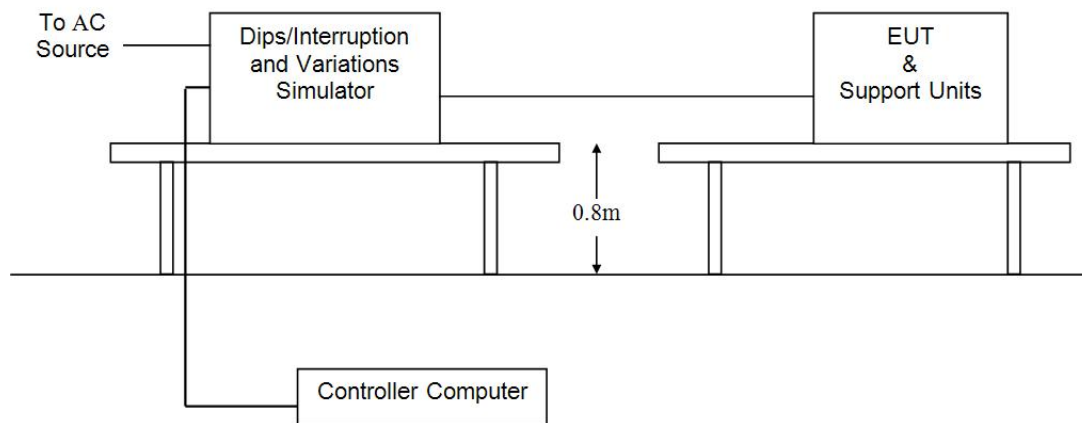 To AC
Source
Dips/Interruption
and Variations
Simulator
EUT
&
Support Units
0.8m
Controller Computer